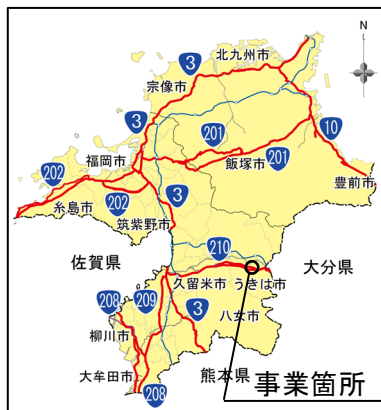 N
北九州市
3
宗像市
3
201
10
福岡市
202
飯塚市
201
豊前市
糸島市
202
3
筑紫野市
210
佐賀県
大分県
久留米市
うきは市
208
209
3
八女市
柳川市
大牟田市
熊本県
208
事業箇所